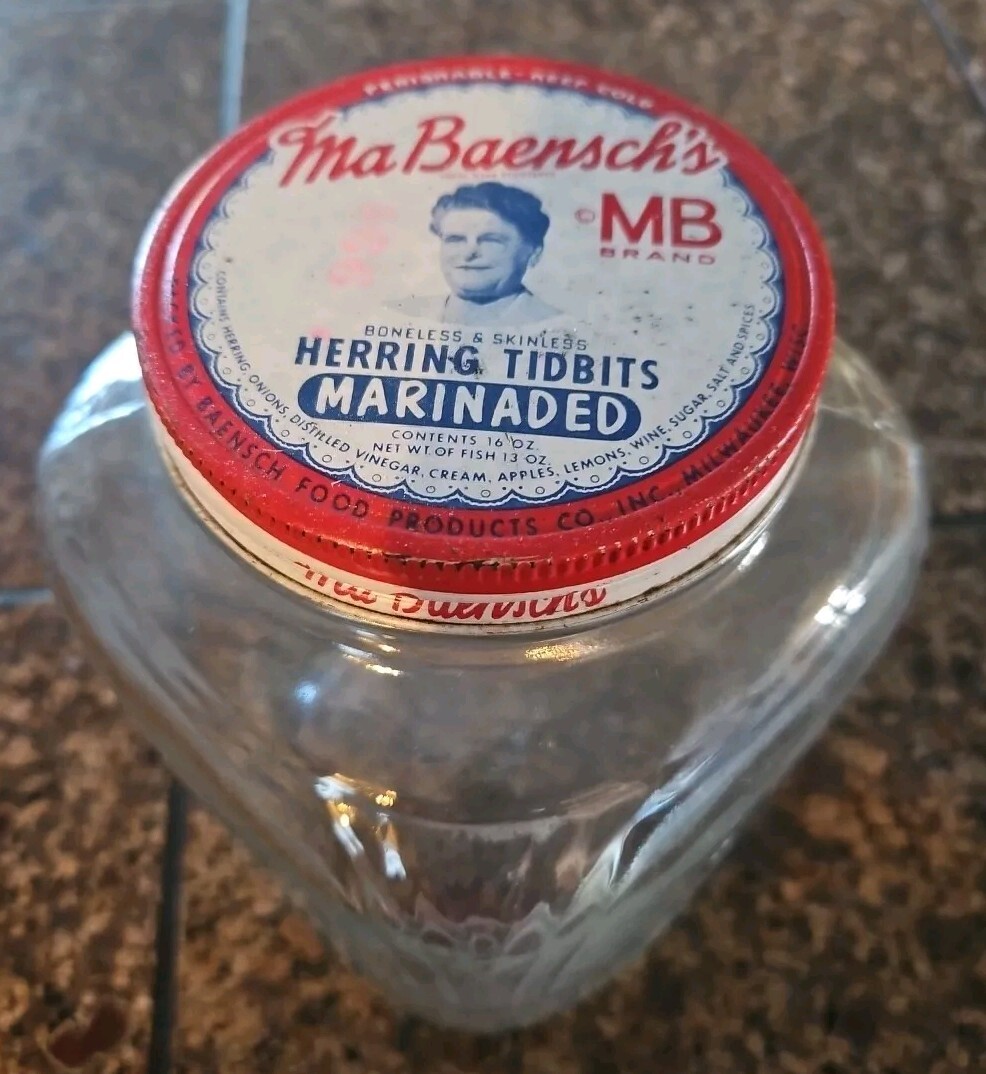 PERISHABLE-KEEP COLD
Ma Baensch's
© MB
BRAND
BONELESS & SKINLESS
HERRING TIDBITS
MARINADED
CONTENTS 16 OZ.
NET WT. OF FISH 13 OZ.
CONTAINS HERRING, ONIONS, DISTILLED VINEGAR, CREAM, APPLES, LEMONS, WINE, SUGAR, SALT AND SPICES
BY BAENSCH FOOD PRODUCTS CO. INC., MILWAUKEE, WISC.
Ma Baensch's